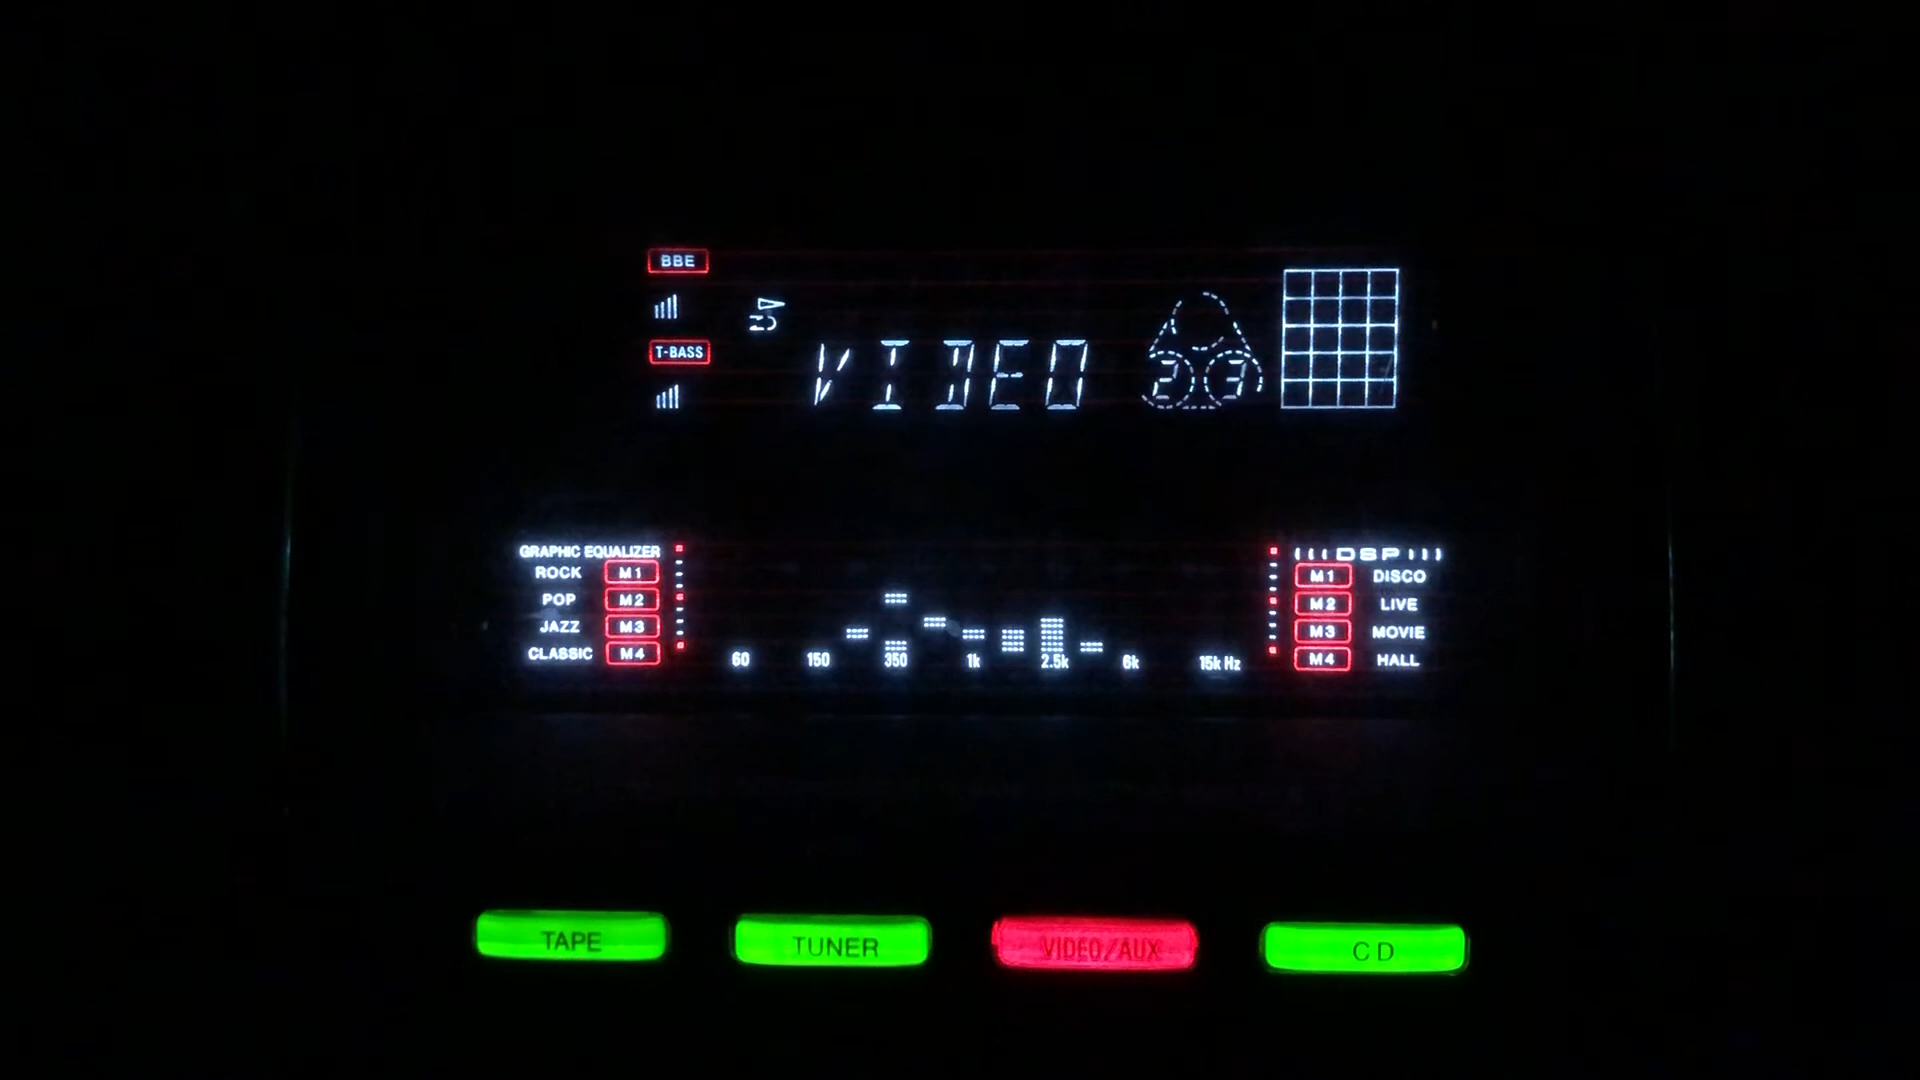 BBE
T-BASS
VIDEO
2 3
GRAPHIC EQUALIZER
ROCK M1
POP M2
JAZZ M3
CLASSIC M4
60 150 350 1k 2.5k 6k 15k Hz
DSP
M1 DISCO
M2 LIVE
M3 MOVIE
M4 HALL
TAPE TUNER VIDEO/AUX CD